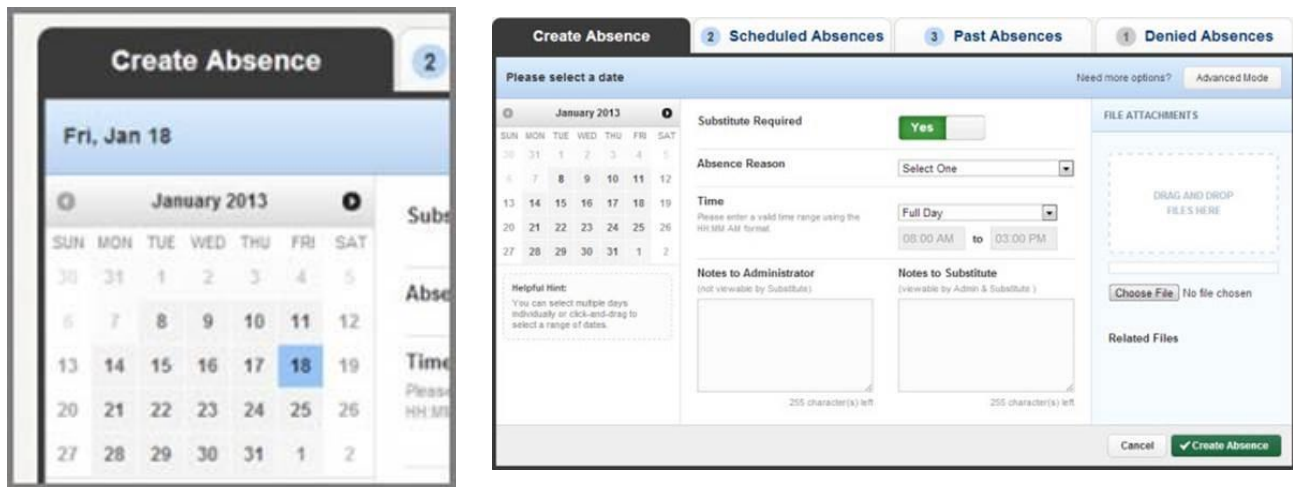 Create Absence
2
Fri, Jan 18
January 2013
SUN MON TUE WED THU FRI SAT
30 31 1 2 3 4 5
6 7 8 9 10 11 12
13 14 15 16 17 18 19
20 21 22 23 24 25 26
27 28 29 30 31 1 2
Subs
Abse
Time
Please
HH:MM
Create Absence
2 Scheduled Absences
3 Past Absences
1 Denied Absences
Please select a date
Need more options? Advanced Mode
January 2013
SUN MON TUE WED THU FRI SAT
30 31 1 2 3 4 5
6 7 8 9 10 11 12
13 14 15 16 17 18 19
20 21 22 23 24 25 26
27 28 29 30 31 1 2
Helpful Hint:
You can select multiple days
individually or click-and-drag to
select a range of dates.
Substitute Required
Yes
Absence Reason
Select One
Time
Please enter a valid time range using the
HH:MM AM format.
Full Day
08:00 AM to 03:00 PM
Notes to Administrator
(not viewable by Substitute)
255 character(s) left
Notes to Substitute
(viewable by Admin & Substitute )
255 character(s) left
FILE ATTACHMENTS
DRAG AND DROP
FILES HERE
Choose File No file chosen
Related Files
Cancel
Create Absence